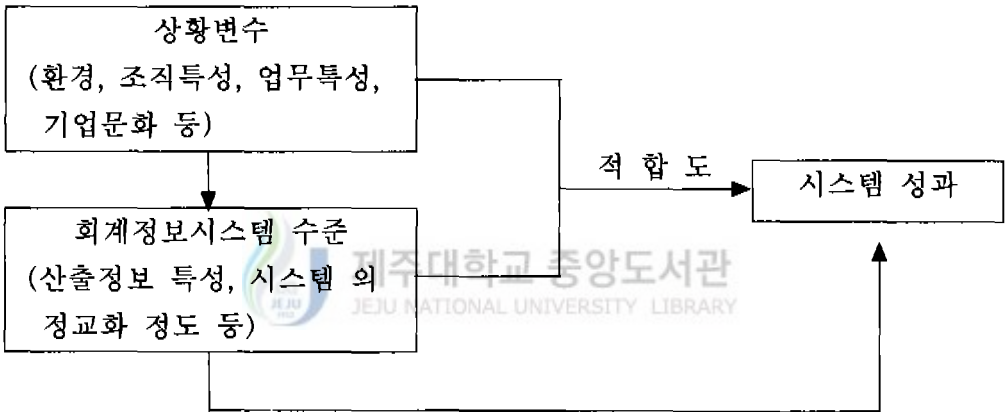 상황변수
(환경, 조직특성, 업무특성,
기업문화 등)
적 합 도
시스템 성과
회계정보시스템 수준
(산출정보 특성, 시스템 의
정교화 정도 등)
제주대학교 중앙도서관
JEJU NATIONAL UNIVERSITY LIBRARY
JEJU
1952